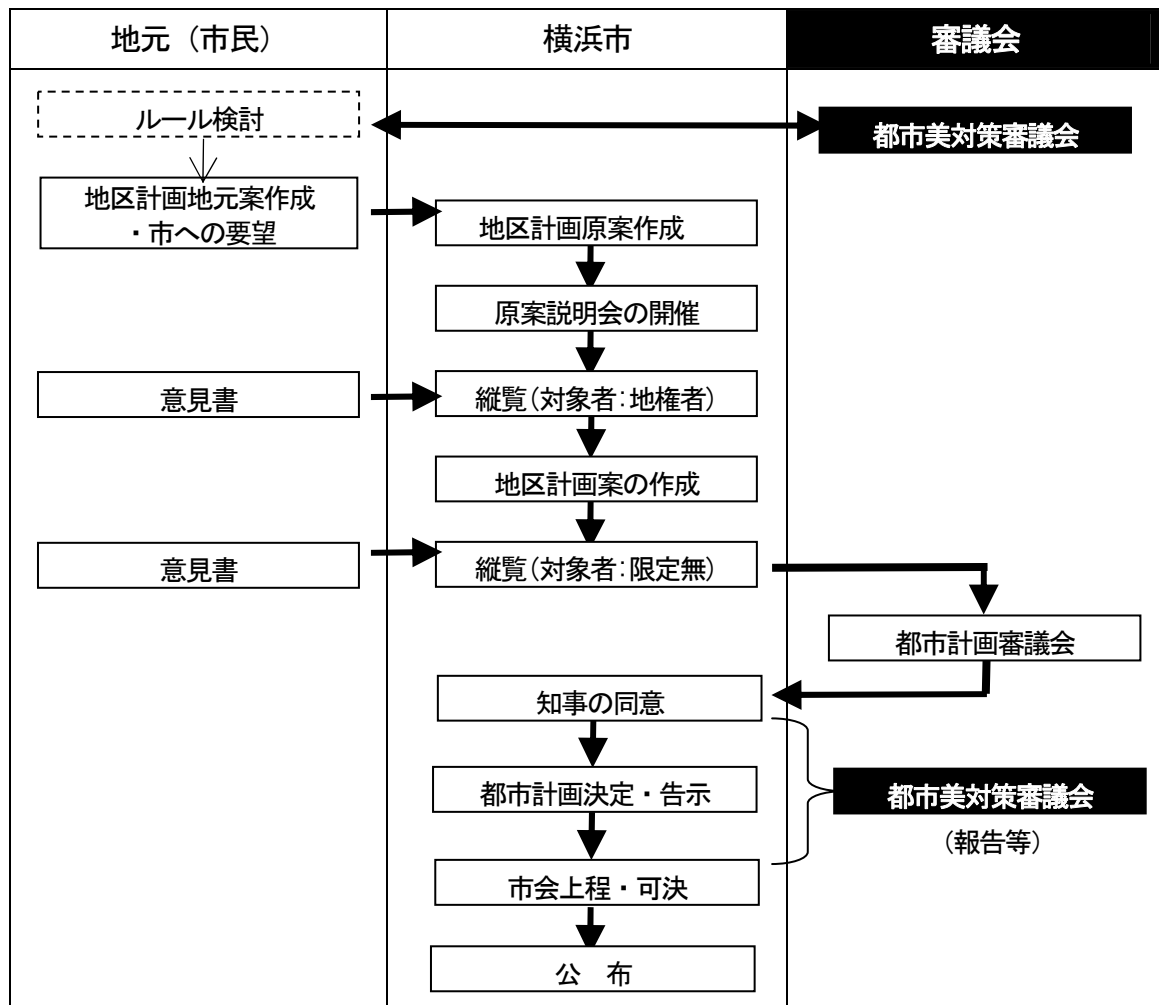 地元（市民）
横浜市
審議会
ルール検討
都市美対策審議会
地区計画地元案作成
・市への要望
地区計画原案作成
原案説明会の開催
意見書
縦覧(対象者:地権者)
地区計画案の作成
意見書
縦覧(対象者:限定無)
都市計画審議会
知事の同意
都市計画決定・告示
都市美対策審議会
（報告等）
市会上程・可決
公　布